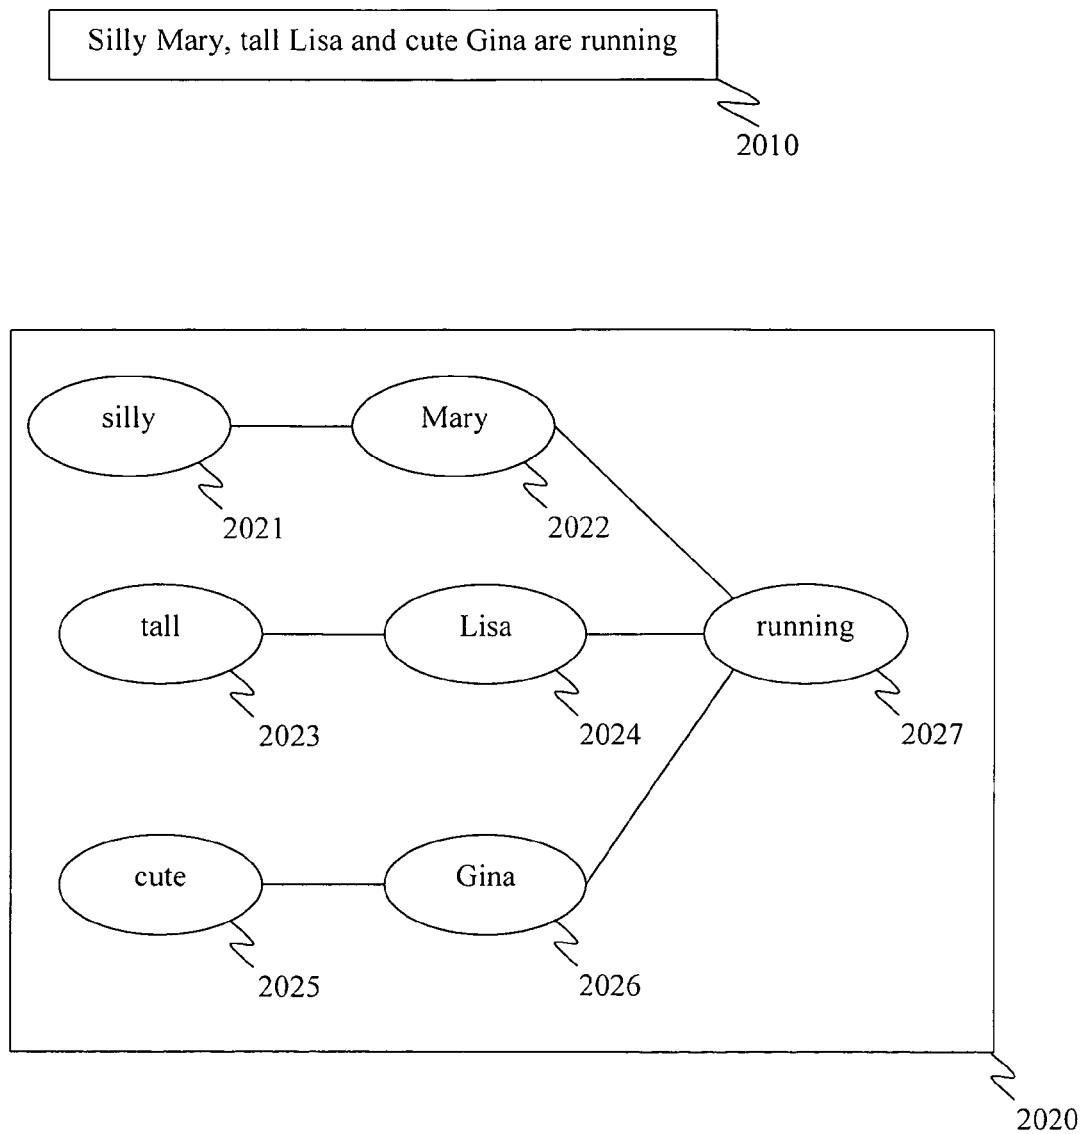 Silly Mary, tall Lisa and cute Gina are running
2010
silly
Mary
2021
2022
tall
Lisa
running
2023
2024
2027
cute
Gina
2025
2026
2020